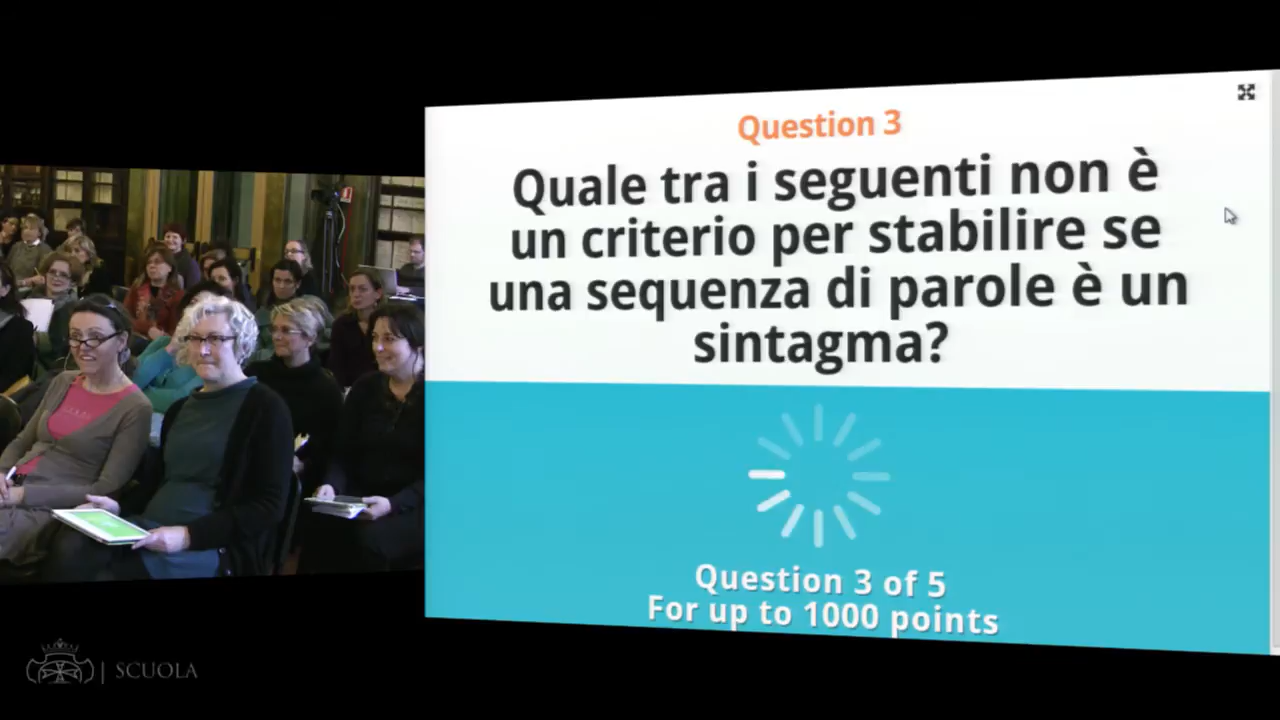 Question 3
Quale tra i seguenti non è
un criterio per stabilire se
una sequenza di parole è un
sintagma?
Question 3 of 5
For up to 1000 points
SCUOLA